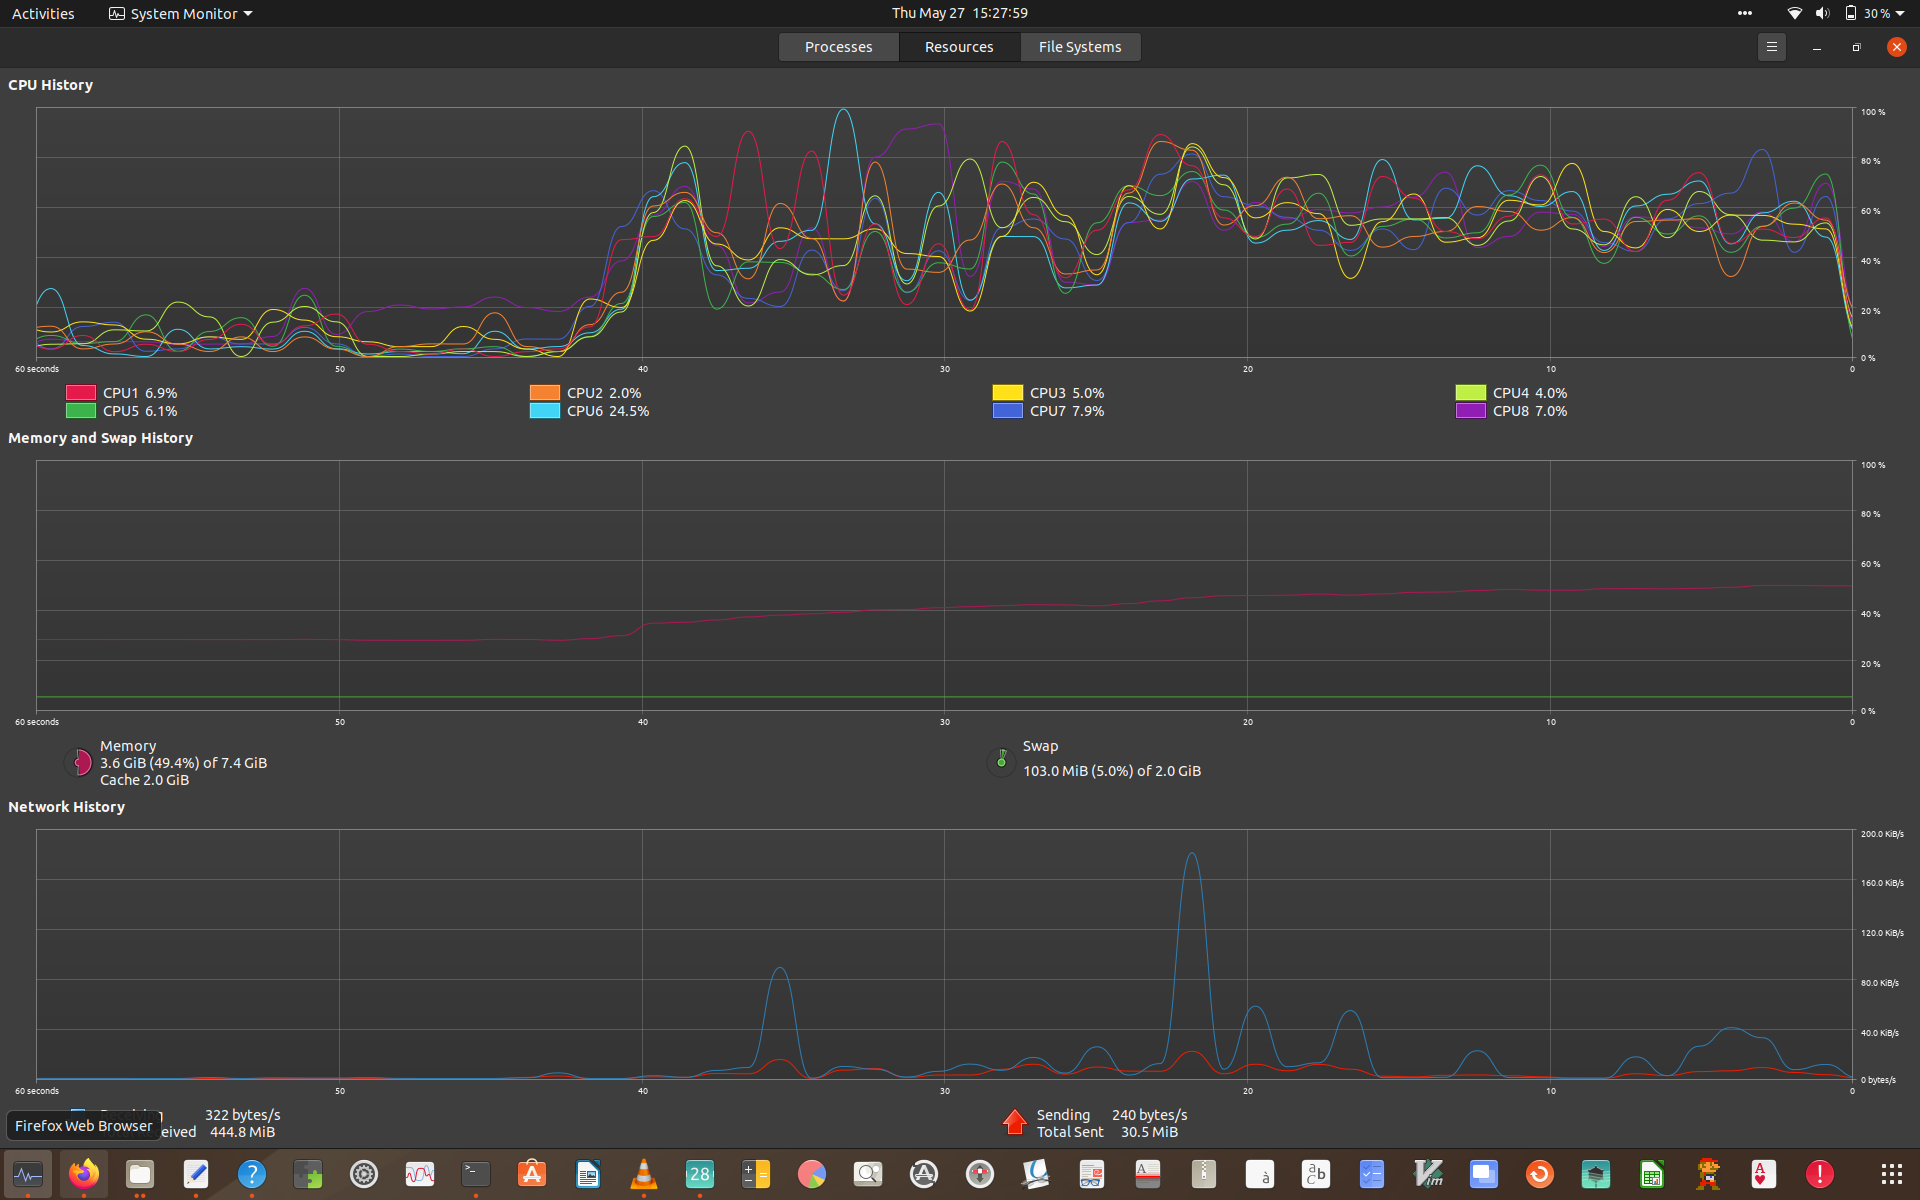 Activities System Monitor Thu May 27 15:27:59 30 %
Processes Resources File Systems
CPU History
100 %
80 %
60 %
40 %
20 %
0 %
60 seconds 50 40 30 20 10 0
CPU1 6.9% CPU2 2.0% CPU3 5.0% CPU4 4.0%
CPU5 6.1% CPU6 24.5% CPU7 7.9% CPU8 7.0%
Memory and Swap History
100 %
80 %
60 %
40 %
20 %
0 %
60 seconds 50 40 30 20 10 0
Memory
3.6 GiB (49.4%) of 7.4 GiB
Cache 2.0 GiB
Swap
103.0 MiB (5.0%) of 2.0 GiB
Network History
200.0 KiB/s
160.0 KiB/s
120.0 KiB/s
80.0 KiB/s
40.0 KiB/s
0 bytes/s
60 seconds 50 40 30 20 10 0
Receiving 322 bytes/s
eived 444.8 MiB
Sending 240 bytes/s
Total Sent 30.5 MiB
Firefox Web Browser
28